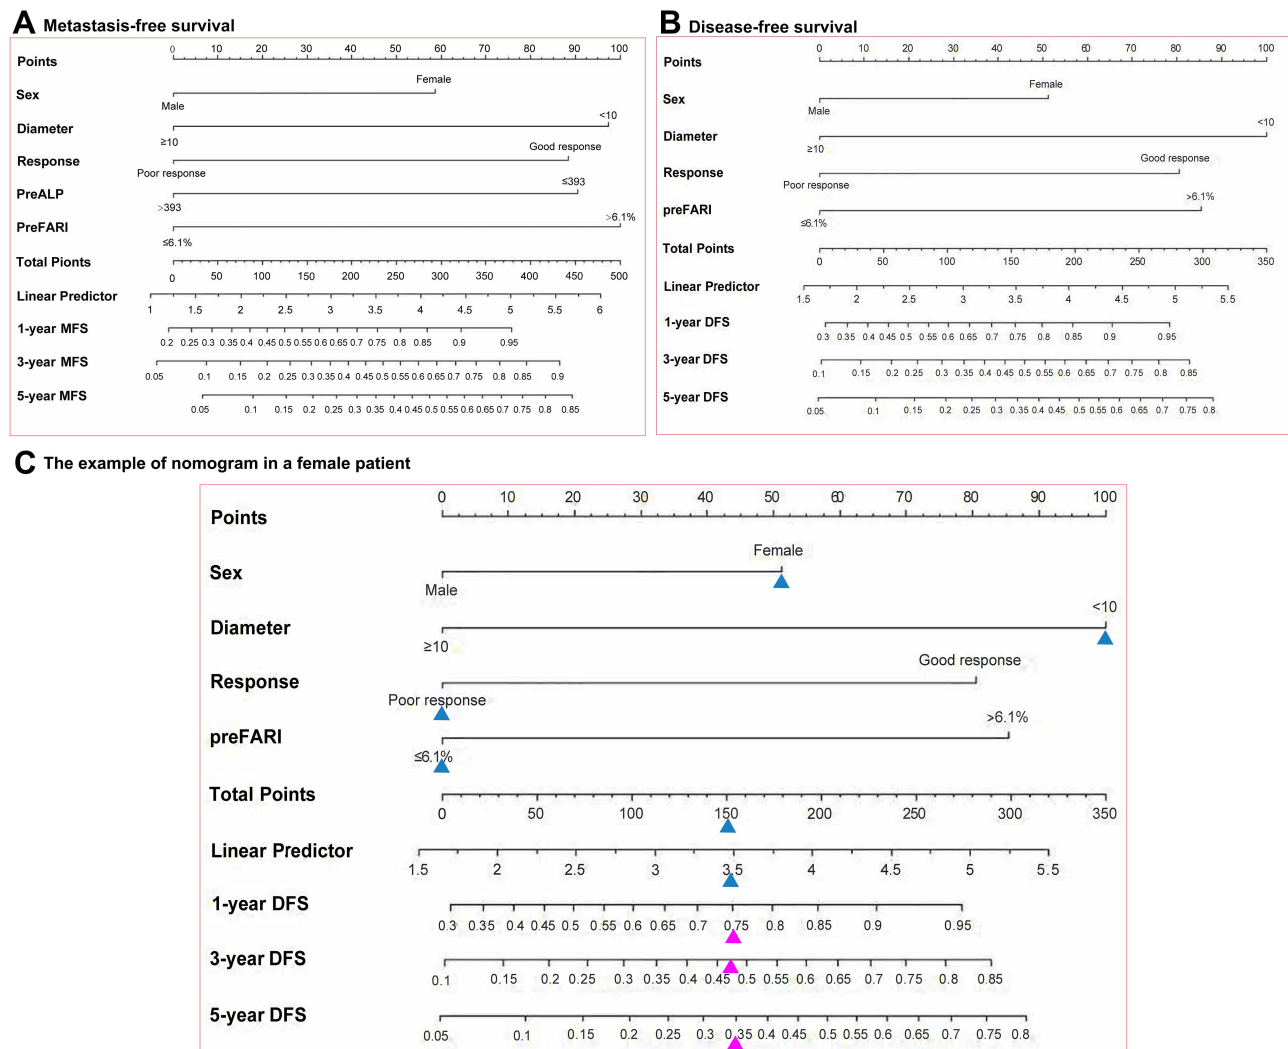 A Metastasis-free survival
Points
0 10 20 30 40 50 60 70 80 90 100
Sex
Female
Male
Diameter
<10
≥10
Response
Good response
Poor response
PreALP
≤393
>393
PreFARI
>6.1%
≤6.1%
Total Pionts
0 50 100 150 200 250 300 350 400 450 500
Linear Predictor
1 1.5 2 2.5 3 3.5 4 4.5 5 5.5 6
1-year MFS
0.2 0.25 0.3 0.35 0.4 0.45 0.5 0.55 0.6 0.65 0.7 0.75 0.8 0.85 0.9 0.95
3-year MFS
0.05 0.1 0.15 0.2 0.25 0.3 0.35 0.4 0.45 0.5 0.55 0.6 0.65 0.7 0.75 0.8 0.85 0.9
5-year MFS
0.05 0.1 0.15 0.2 0.25 0.3 0.35 0.4 0.45 0.5 0.55 0.6 0.65 0.7 0.75 0.8 0.85
B Disease-free survival
Points
0 10 20 30 40 50 60 70 80 90 100
Sex
Female
Male
Diameter
<10
≥10
Response
Good response
Poor response
preFARI
>6.1%
≤6.1%
Total Points
0 50 100 150 200 250 300 350
Linear Predictor
1.5 2 2.5 3 3.5 4 4.5 5 5.5
1-year DFS
0.3 0.35 0.4 0.45 0.5 0.55 0.6 0.65 0.7 0.75 0.8 0.85 0.9 0.95
3-year DFS
0.1 0.15 0.2 0.25 0.3 0.35 0.4 0.45 0.5 0.55 0.6 0.65 0.7 0.75 0.8 0.85
5-year DFS
0.05 0.1 0.15 0.2 0.25 0.3 0.35 0.4 0.45 0.5 0.55 0.6 0.65 0.7 0.75 0.8
C The example of nomogram in a female patient
Points
0 10 20 30 40 50 60 70 80 90 100
Sex
Female
Male
Diameter
<10
≥10
Response
Good response
Poor response
preFARI
>6.1%
≤6.1%
Total Points
0 50 100 150 200 250 300 350
Linear Predictor
1.5 2 2.5 3 3.5 4 4.5 5 5.5
1-year DFS
0.3 0.35 0.4 0.45 0.5 0.55 0.6 0.65 0.7 0.75 0.8 0.85 0.9 0.95
3-year DFS
0.1 0.15 0.2 0.25 0.3 0.35 0.4 0.45 0.5 0.55 0.6 0.65 0.7 0.75 0.8 0.85
5-year DFS
0.05 0.1 0.15 0.2 0.25 0.3 0.35 0.4 0.45 0.5 0.55 0.6 0.65 0.7 0.75 0.8